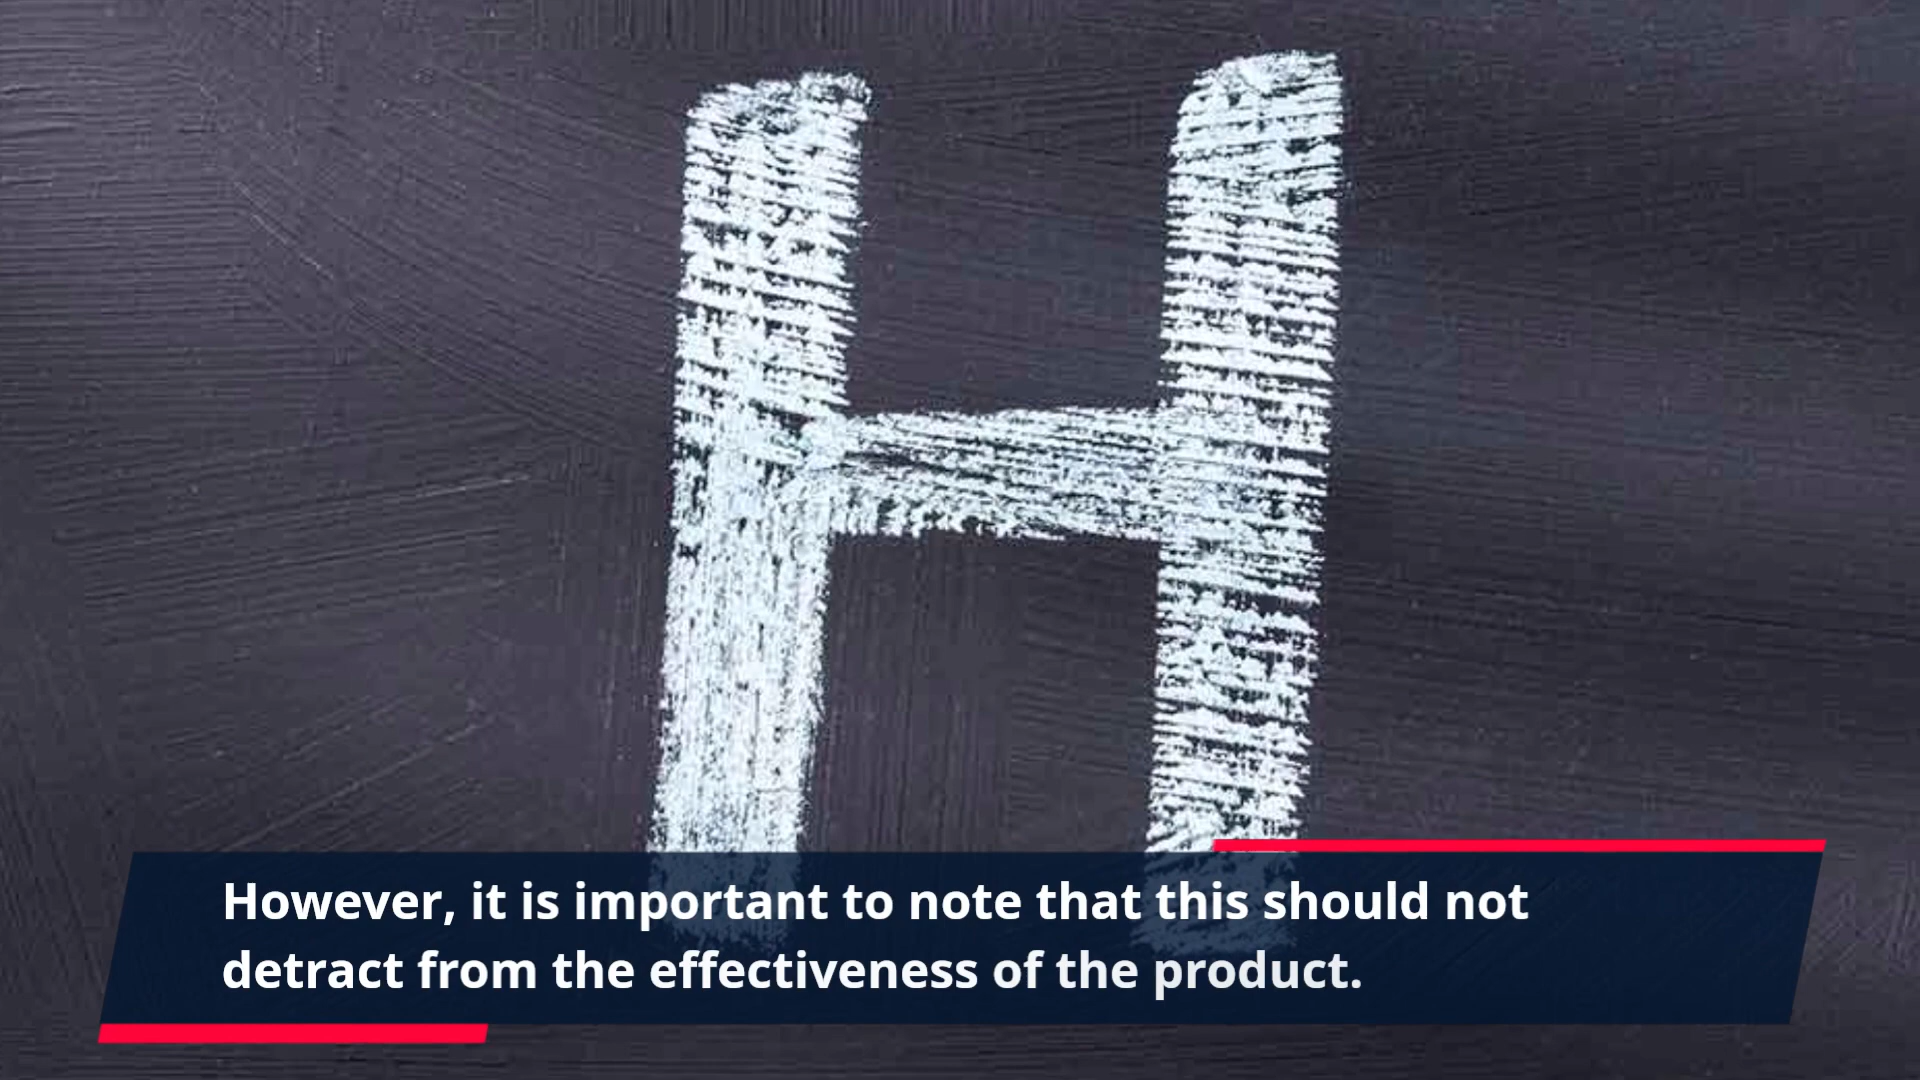 H
However, it is important to note that this should not
detract from the effectiveness of the product.